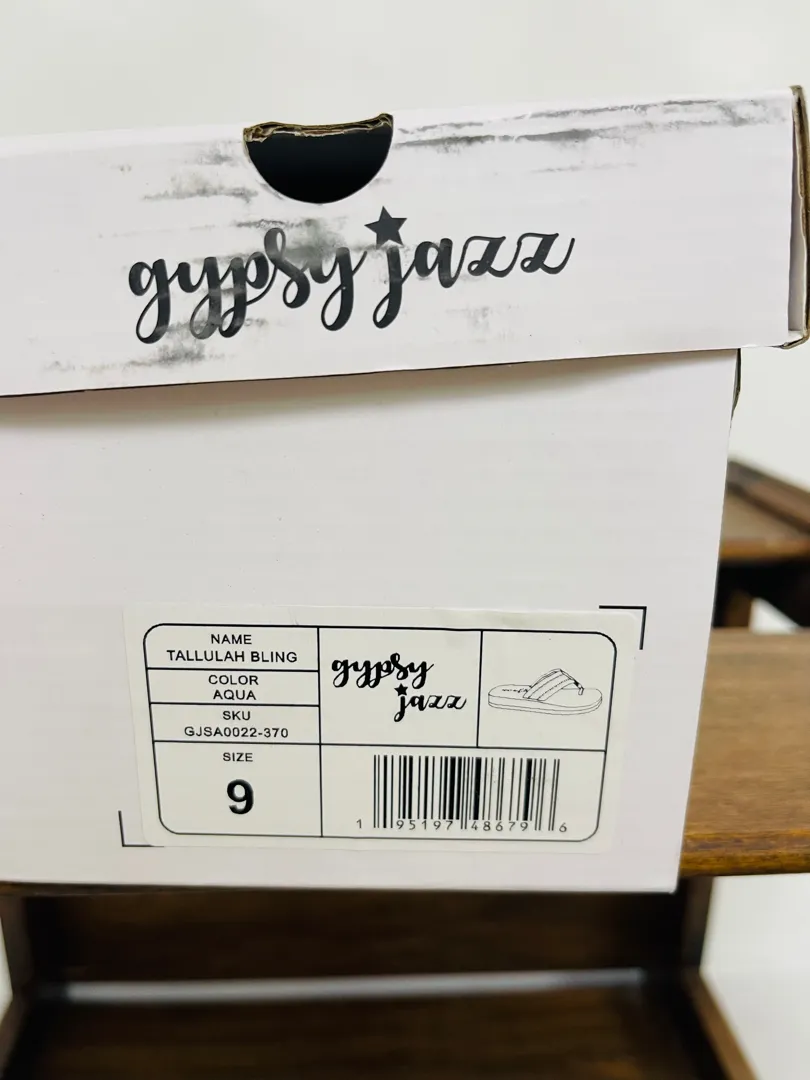 gypsy jazz
NAME
TALLULAH BLING
COLOR
AQUA
SKU
GJSA0022-370
SIZE
9
gypsy
jazz
1 95197 48679 6